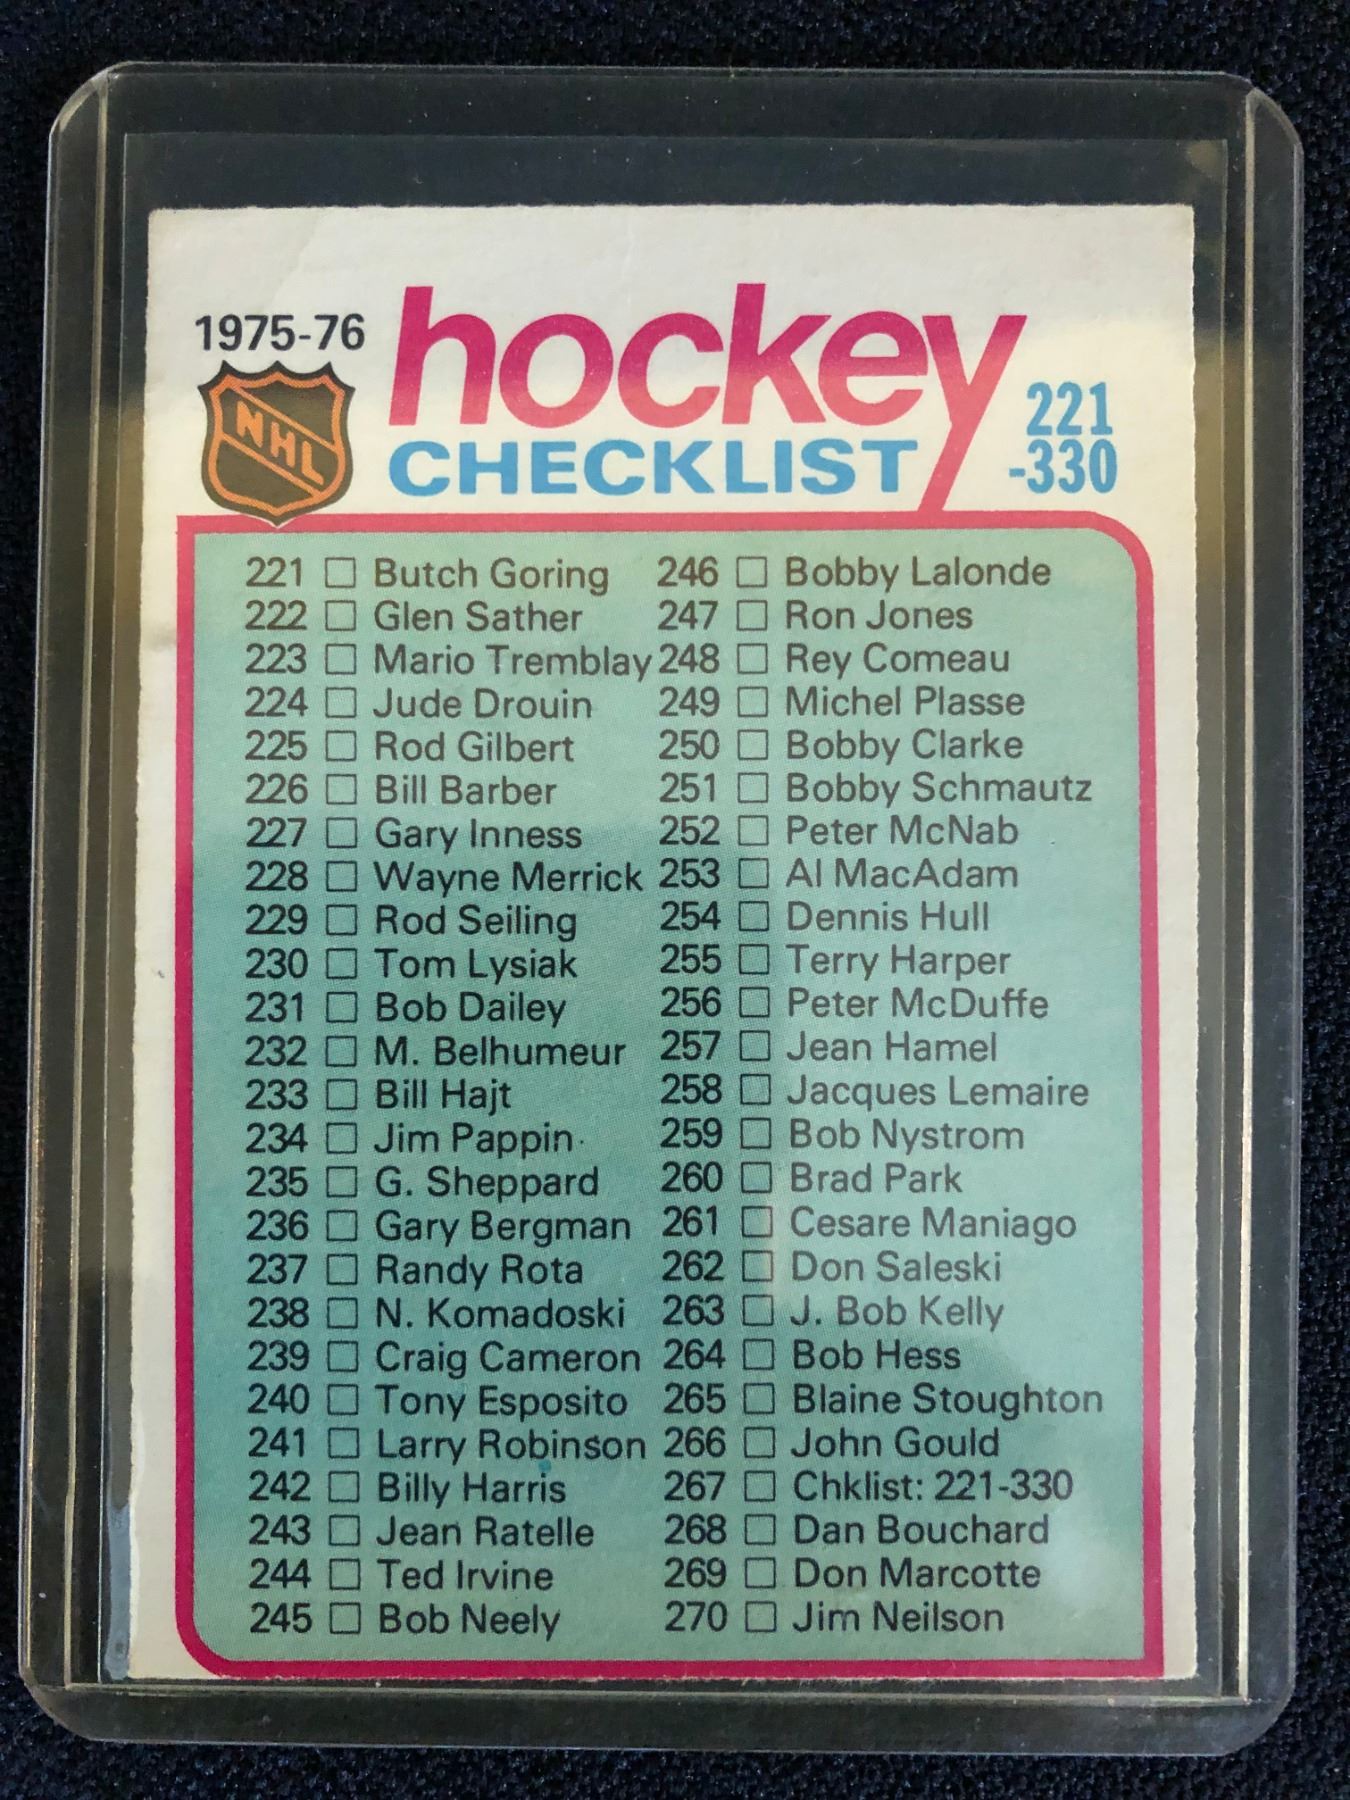 1975-76
hockey
NHL
CHECKLIST
221
-330
221 Butch Goring
222 Glen Sather
223 Mario Tremblay
224 Jude Drouin
225 Rod Gilbert
226 Bill Barber
227 Gary Inness
228 Wayne Merrick
229 Rod Seiling
230 Tom Lysiak
231 Bob Dailey
232 M. Belhumeur
233 Bill Hajt
234 Jim Pappin
235 G. Sheppard
236 Gary Bergman
237 Randy Rota
238 N. Komadoski
239 Craig Cameron
240 Tony Esposito
241 Larry Robinson
242 Billy Harris
243 Jean Ratelle
244 Ted Irvine
245 Bob Neely
246 Bobby Lalonde
247 Ron Jones
248 Rey Comeau
249 Michel Plasse
250 Bobby Clarke
251 Bobby Schmautz
252 Peter McNab
253 Al MacAdam
254 Dennis Hull
255 Terry Harper
256 Peter McDuffe
257 Jean Hamel
258 Jacques Lemaire
259 Bob Nystrom
260 Brad Park
261 Cesare Maniago
262 Don Saleski
263 J. Bob Kelly
264 Bob Hess
265 Blaine Stoughton
266 John Gould
267 Chklist: 221-330
268 Dan Bouchard
269 Don Marcotte
270 Jim Neilson